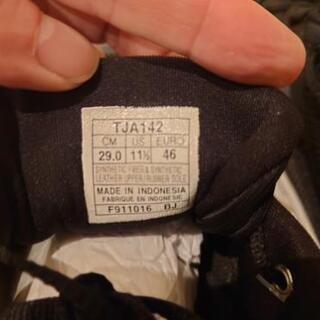 TJA142
CM US EURO
29.0 11½ 46
SYNTHETIC FIBER & SYNTHETIC
LEATHER UPPER/RUBBER SOLE
MADE IN INDONESIA
FABRIQUE EN INDONESIE
F911016 BJ